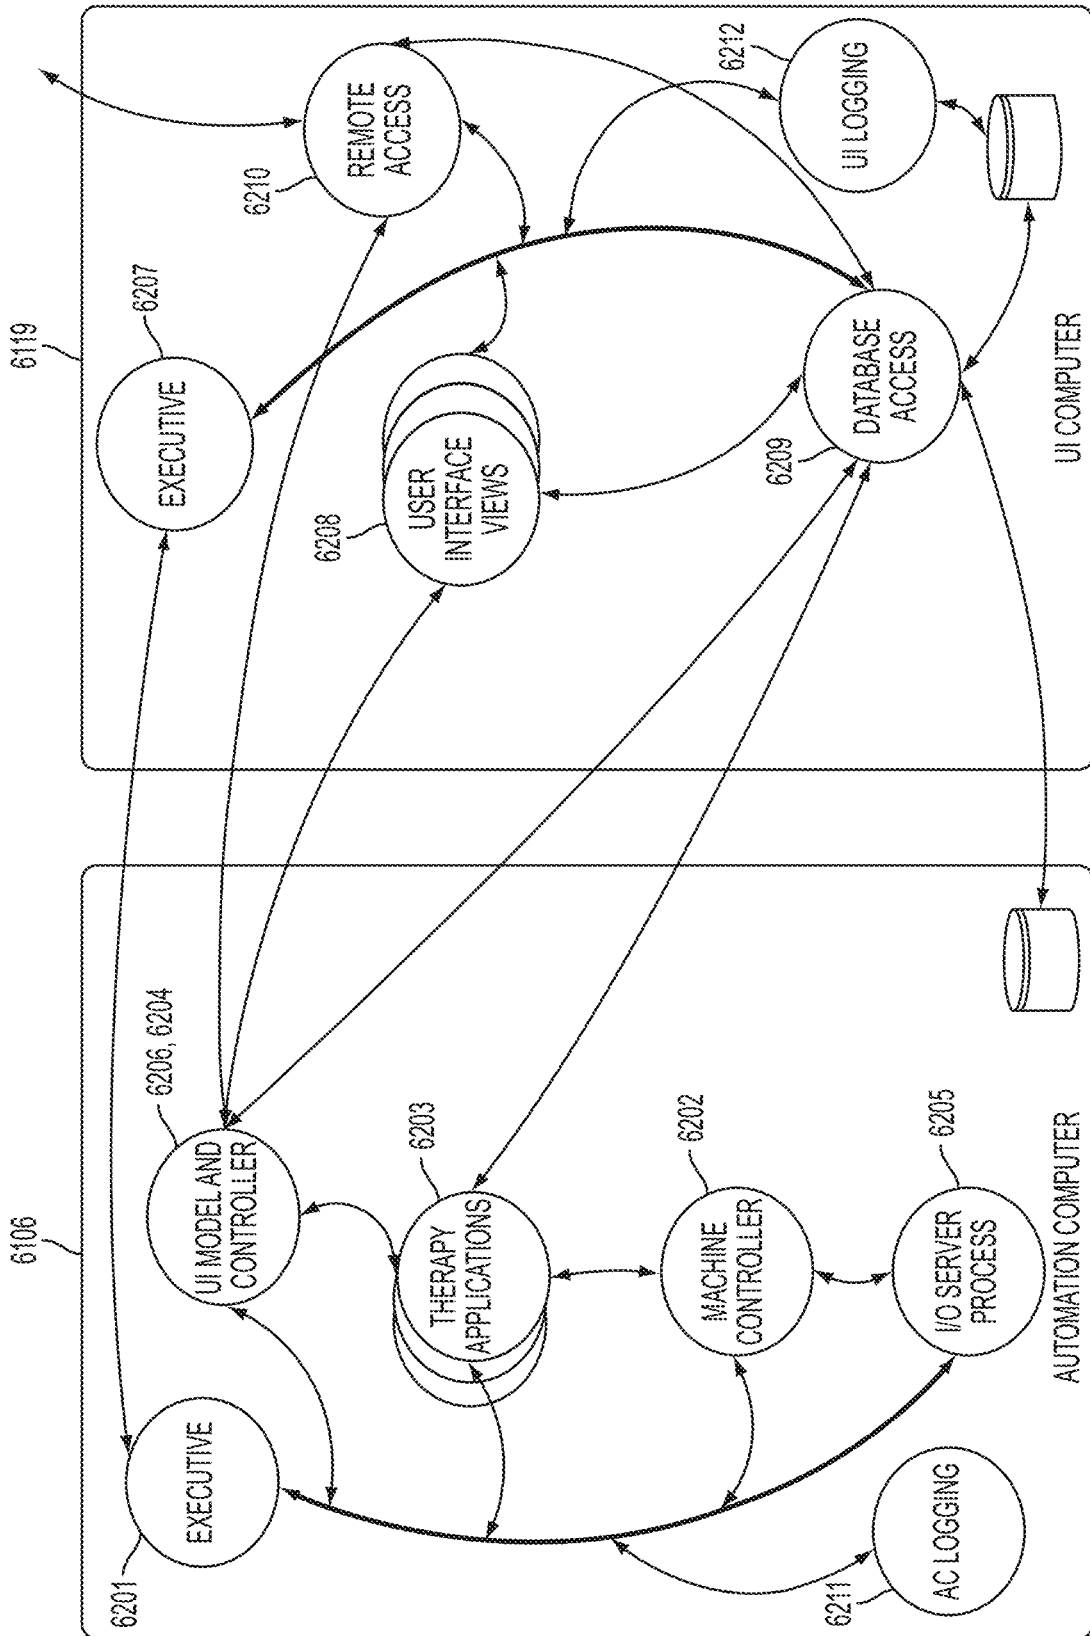 6106
6119
EXECUTIVE
6201
UI MODEL AND
CONTROLLER
6206, 6204
EXECUTIVE
6207
REMOTE
ACCESS
6210
THERAPY
APPLICATIONS
6203
USER
INTERFACE
VIEWS
6208
MACHINE
CONTROLLER
6202
DATABASE
ACCESS
6209
UI LOGGING
6212
AC LOGGING
6211
I/O SERVER
PROCESS
6205
AUTOMATION COMPUTER
UI COMPUTER